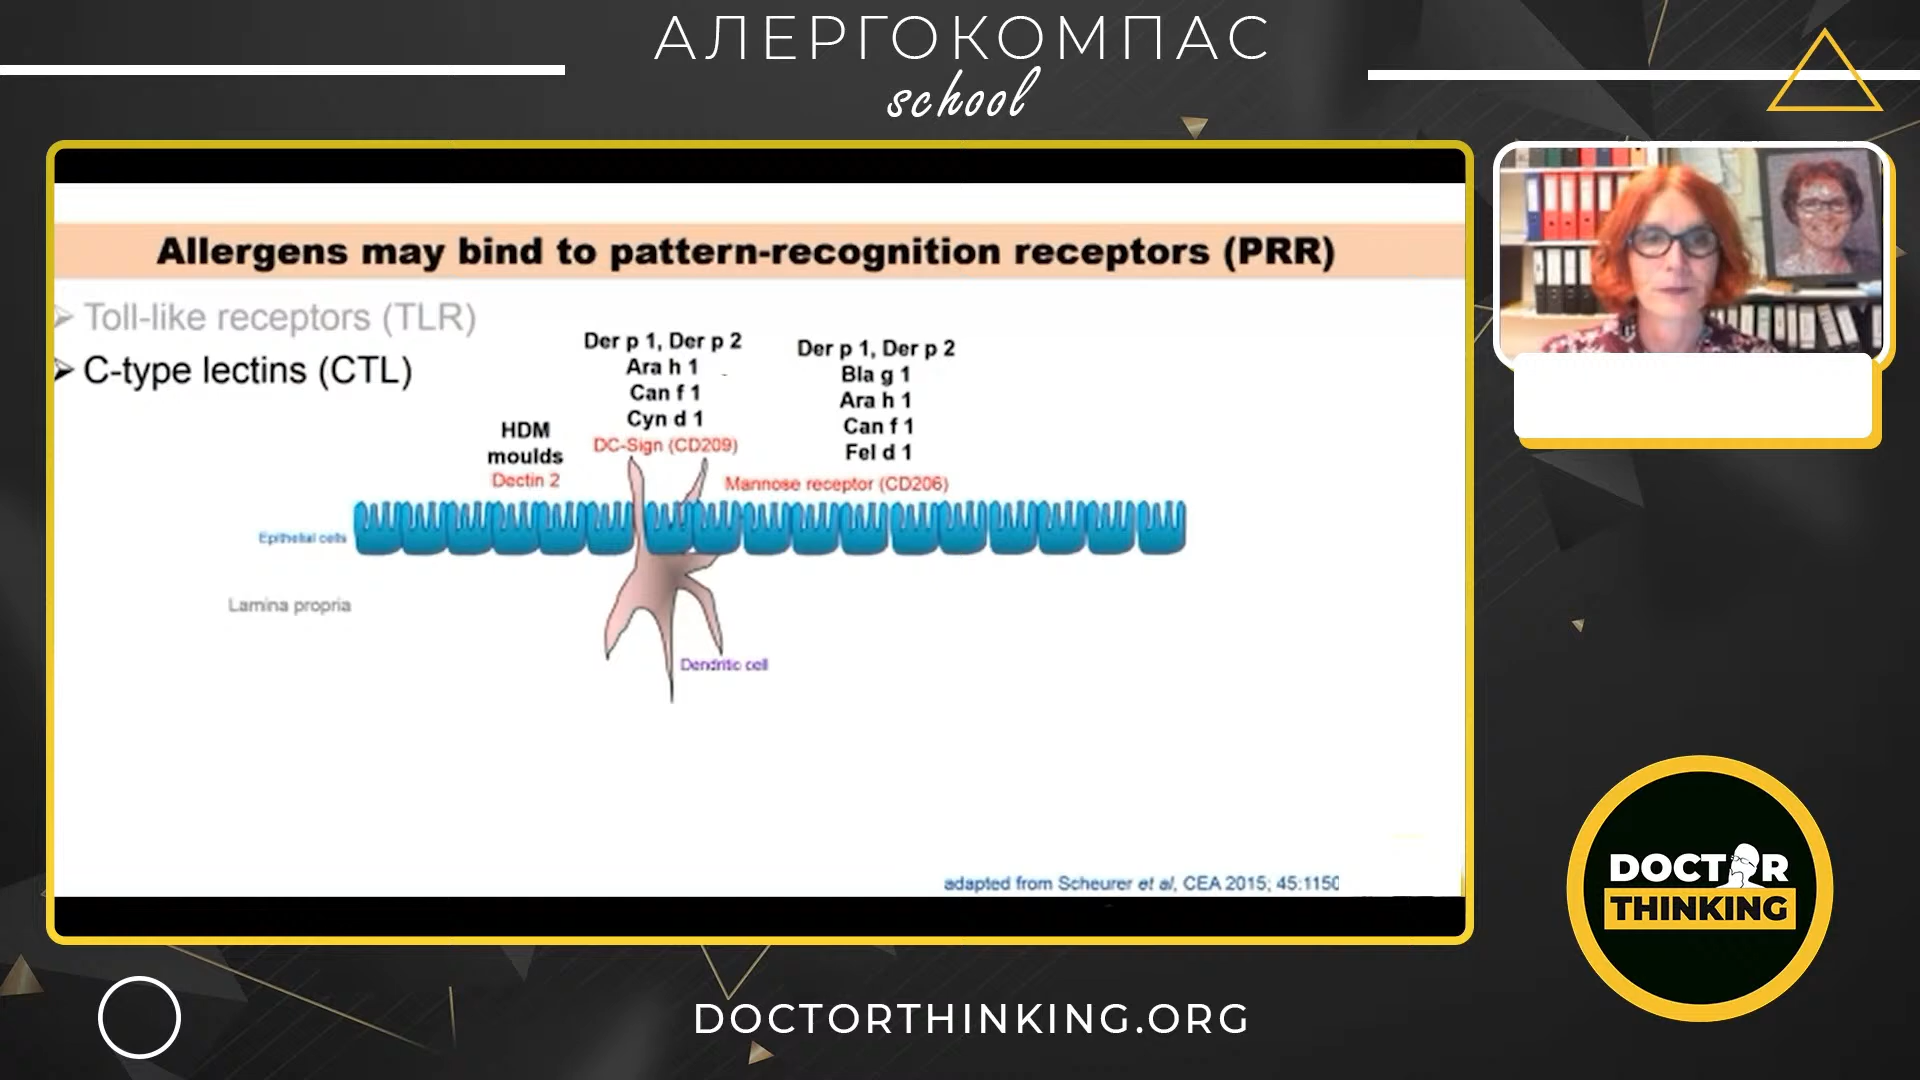 АЛЕРГОКОМПАС
school
Allergens may bind to pattern-recognition receptors (PRR)
Toll-like receptors (TLR)
C-type lectins (CTL)
Der p 1, Der p 2
Ara h 1
Can f 1
Cyn d 1
DC-Sign (CD209)
Der p 1, Der p 2
Bla g 1
Ara h 1
Can f 1
Fel d 1
Mannose receptor (CD206)
HDM
moulds
Dectin 2
Epithelial cells
Lamina propria
Dendritic cell
adapted from Scheurer et al, CEA 2015; 45:1150
DOCTOR
THINKING
DOCTORTHINKING.ORG